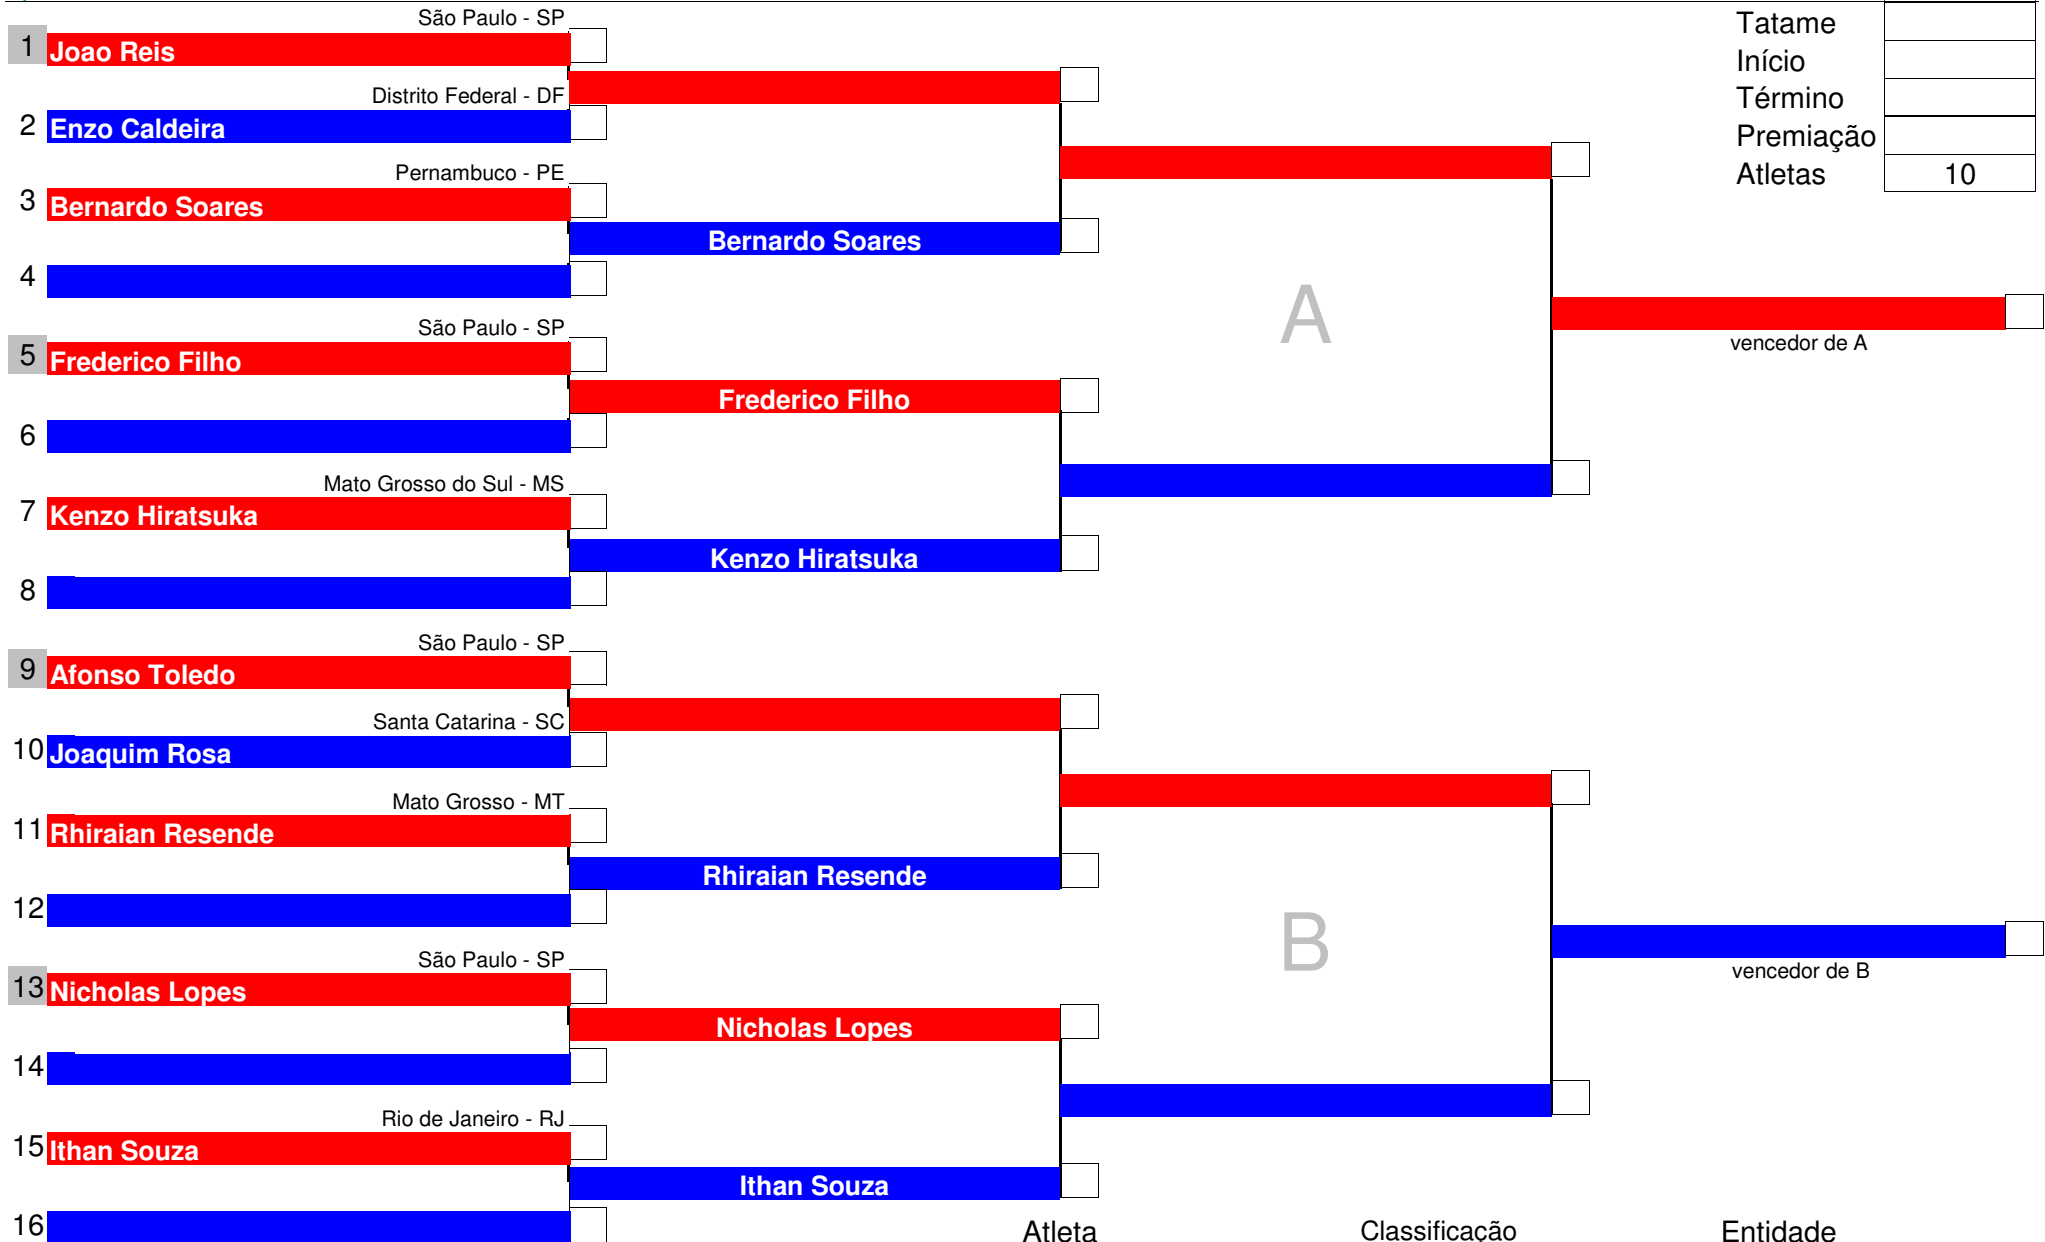 São Paulo - SP
1 Joao Reis
Distrito Federal - DF
2 Enzo Caldeira
Pernambuco - PE
3 Bernardo Soares
Bernardo Soares
4
São Paulo - SP
5 Frederico Filho
Frederico Filho
6
Mato Grosso do Sul - MS
7 Kenzo Hiratsuka
Kenzo Hiratsuka
8
São Paulo - SP
9 Afonso Toledo
Santa Catarina - SC
10 Joaquim Rosa
Mato Grosso - MT
11 Rhiraian Resende
Rhiraian Resende
12
São Paulo - SP
13 Nicholas Lopes
Nicholas Lopes
14
Rio de Janeiro - RJ
15 Ithan Souza
Ithan Souza
16
A
B
vencedor de A
vencedor de B
Tatame
Início
Término
Premiação
Atletas 10
Atleta Classificação Entidade